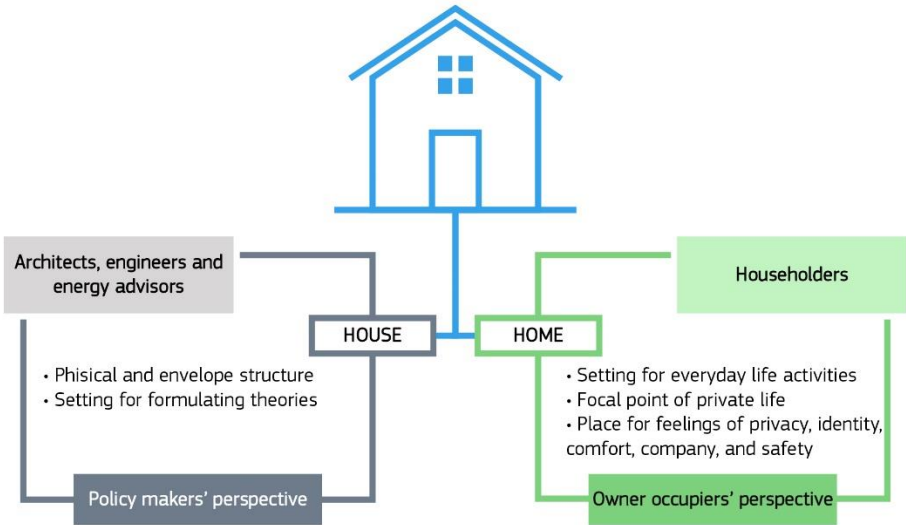 Architects, engineers and
energy advisors
Householders
HOUSE
HOME
• Phisical and envelope structure
• Setting for formulating theories
• Setting for everyday life activities
• Focal point of private life
• Place for feelings of privacy, identity,
comfort, company, and safety
Policy makers’ perspective
Owner occupiers’ perspective